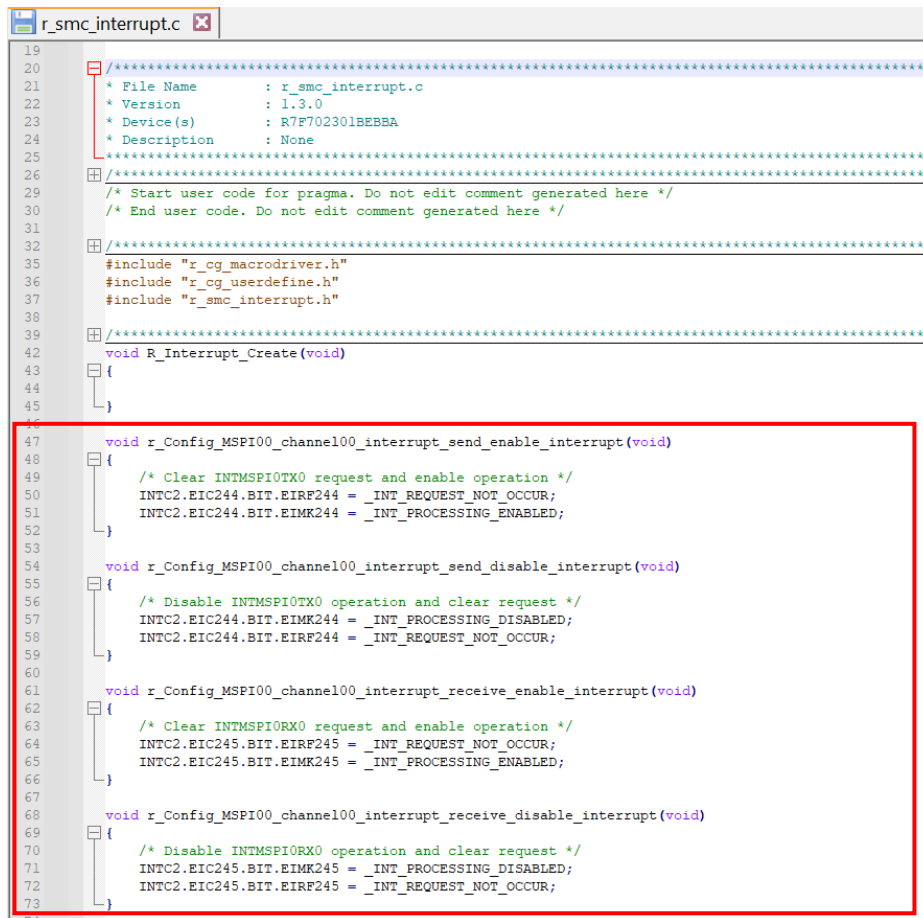 r_smc_interrupt.c
19
20 /****************************************************************************************************
21 * File Name : r_smc_interrupt.c
22 * Version : 1.3.0
23 * Device(s) : R7F702301BEBBA
24 * Description : None
25 ****************************************************************************************************
26 /****************************************************************************************************
29 /* Start user code for pragma. Do not edit comment generated here */
30 /* End user code. Do not edit comment generated here */
31
32 /****************************************************************************************************
35 #include "r_cg_macrodriver.h"
36 #include "r_cg_userdefine.h"
37 #include "r_smc_interrupt.h"
38
39 /****************************************************************************************************
42 void R_Interrupt_Create(void)
43 {
44
45 }
46
47 void r_Config_MSPI00_channel00_interrupt_send_enable_interrupt(void)
48 {
49 /* Clear INTMSPI0TX0 request and enable operation */
50 INTC2.EIC244.BIT.EIRF244 = _INT_REQUEST_NOT_OCCUR;
51 INTC2.EIC244.BIT.EIMK244 = _INT_PROCESSING_ENABLED;
52 }
53
54 void r_Config_MSPI00_channel00_interrupt_send_disable_interrupt(void)
55 {
56 /* Disable INTMSPI0TX0 operation and clear request */
57 INTC2.EIC244.BIT.EIMK244 = _INT_PROCESSING_DISABLED;
58 INTC2.EIC244.BIT.EIRF244 = _INT_REQUEST_NOT_OCCUR;
59 }
60
61 void r_Config_MSPI00_channel00_interrupt_receive_enable_interrupt(void)
62 {
63 /* Clear INTMSPI0RX0 request and enable operation */
64 INTC2.EIC245.BIT.EIRF245 = _INT_REQUEST_NOT_OCCUR;
65 INTC2.EIC245.BIT.EIMK245 = _INT_PROCESSING_ENABLED;
66 }
67
68 void r_Config_MSPI00_channel00_interrupt_receive_disable_interrupt(void)
69 {
70 /* Disable INTMSPI0RX0 operation and clear request */
71 INTC2.EIC245.BIT.EIMK245 = _INT_PROCESSING_DISABLED;
72 INTC2.EIC245.BIT.EIRF245 = _INT_REQUEST_NOT_OCCUR;
73 }